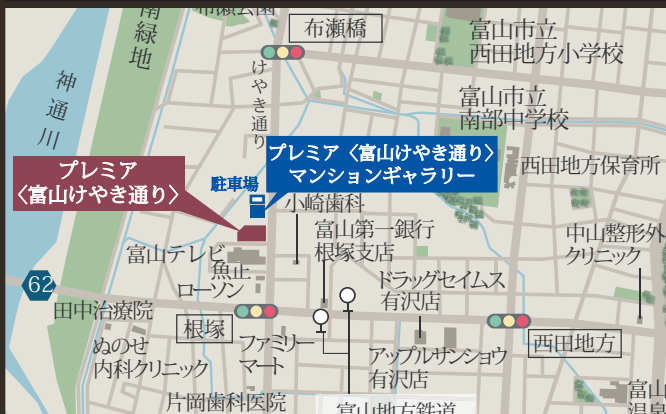 布瀬公園
布瀬橋
富山市立
西田地方小学校
南緑地
けやき通り
神通川
富山市立
南部中学校
プレミア〈富山けやき通り〉
マンションギャラリー
西田地方保育所
プレミア
〈富山けやき通り〉
駐車場
小崎歯科
富山第一銀行
根塚支店
中山整形外
クリニック
富山テレビ
魚止
ローソン
ドラッグセイムス
有沢店
62
田中治療院
根塚
西田地方
ぬのせ
内科クリニック
ファミリー
マート
アップルサンショウ
有沢店
片岡歯科医院
富山地方鉄道
富山
温泉